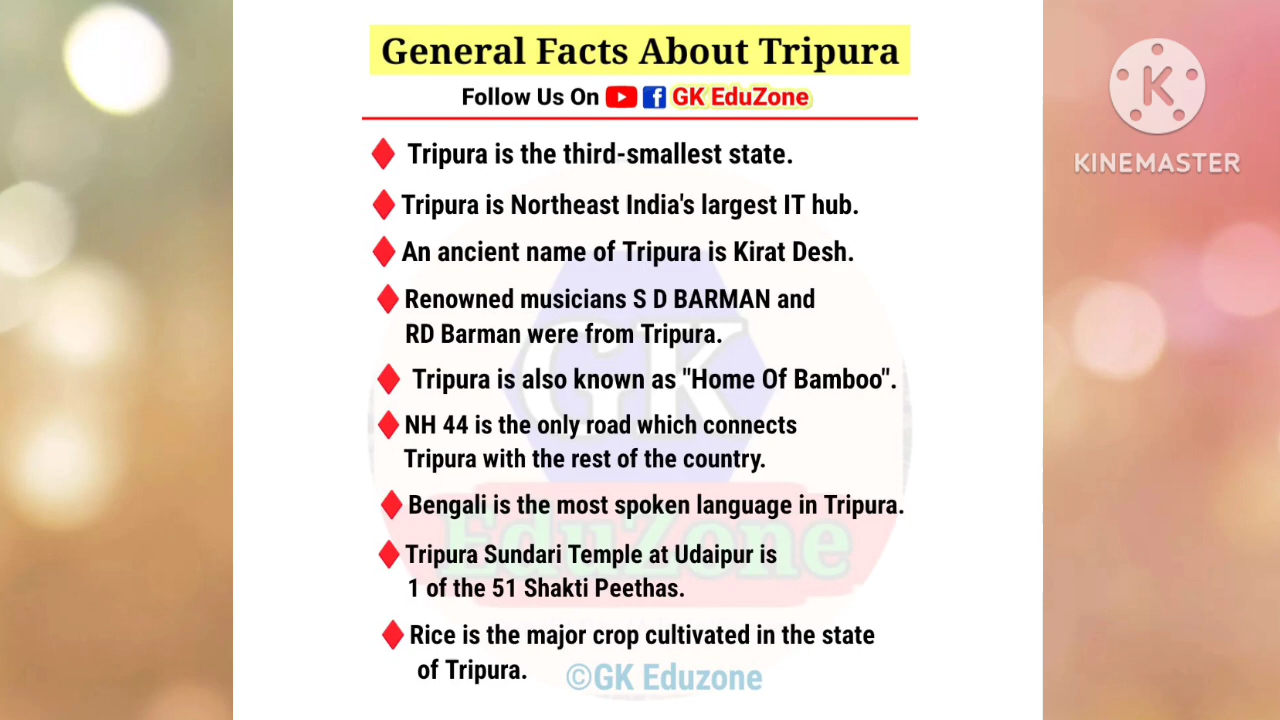 General Facts About Tripura
Follow Us On GK EduZone
K
KINEMASTER
Tripura is the third-smallest state.
Tripura is Northeast India's largest IT hub.
An ancient name of Tripura is Kirat Desh.
Renowned musicians S D BARMAN and
RD Barman were from Tripura.
Tripura is also known as "Home Of Bamboo".
NH 44 is the only road which connects
Tripura with the rest of the country.
Bengali is the most spoken language in Tripura.
Tripura Sundari Temple at Udaipur is
1 of the 51 Shakti Peethas.
Rice is the major crop cultivated in the state
of Tripura.
©GK Eduzone
GK
EduZone